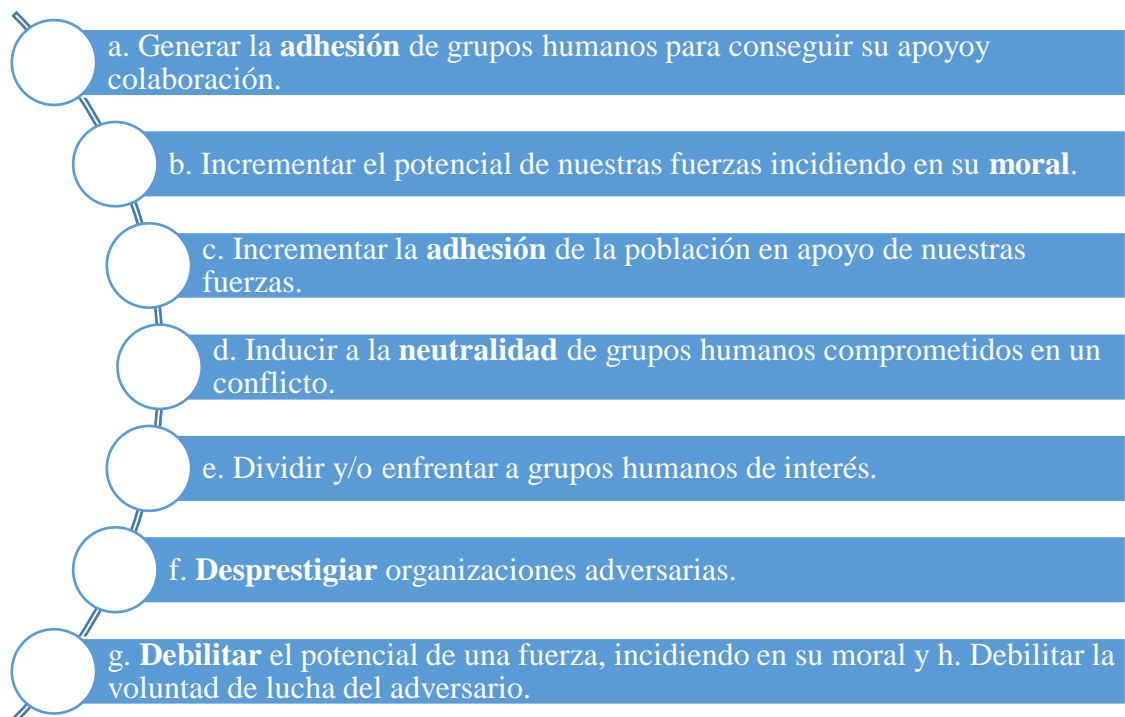 a. Generar la adhesión de grupos humanos para conseguir su apoyoy
colaboración.
b. Incrementar el potencial de nuestras fuerzas incidiendo en su moral.
c. Incrementar la adhesión de la población en apoyo de nuestras
fuerzas.
d. Inducir a la neutralidad de grupos humanos comprometidos en un
conflicto.
e. Dividir y/o enfrentar a grupos humanos de interés.
f. Desprestigiar organizaciones adversarias.
g. Debilitar el potencial de una fuerza, incidiendo en su moral y h. Debilitar la
voluntad de lucha del adversario.